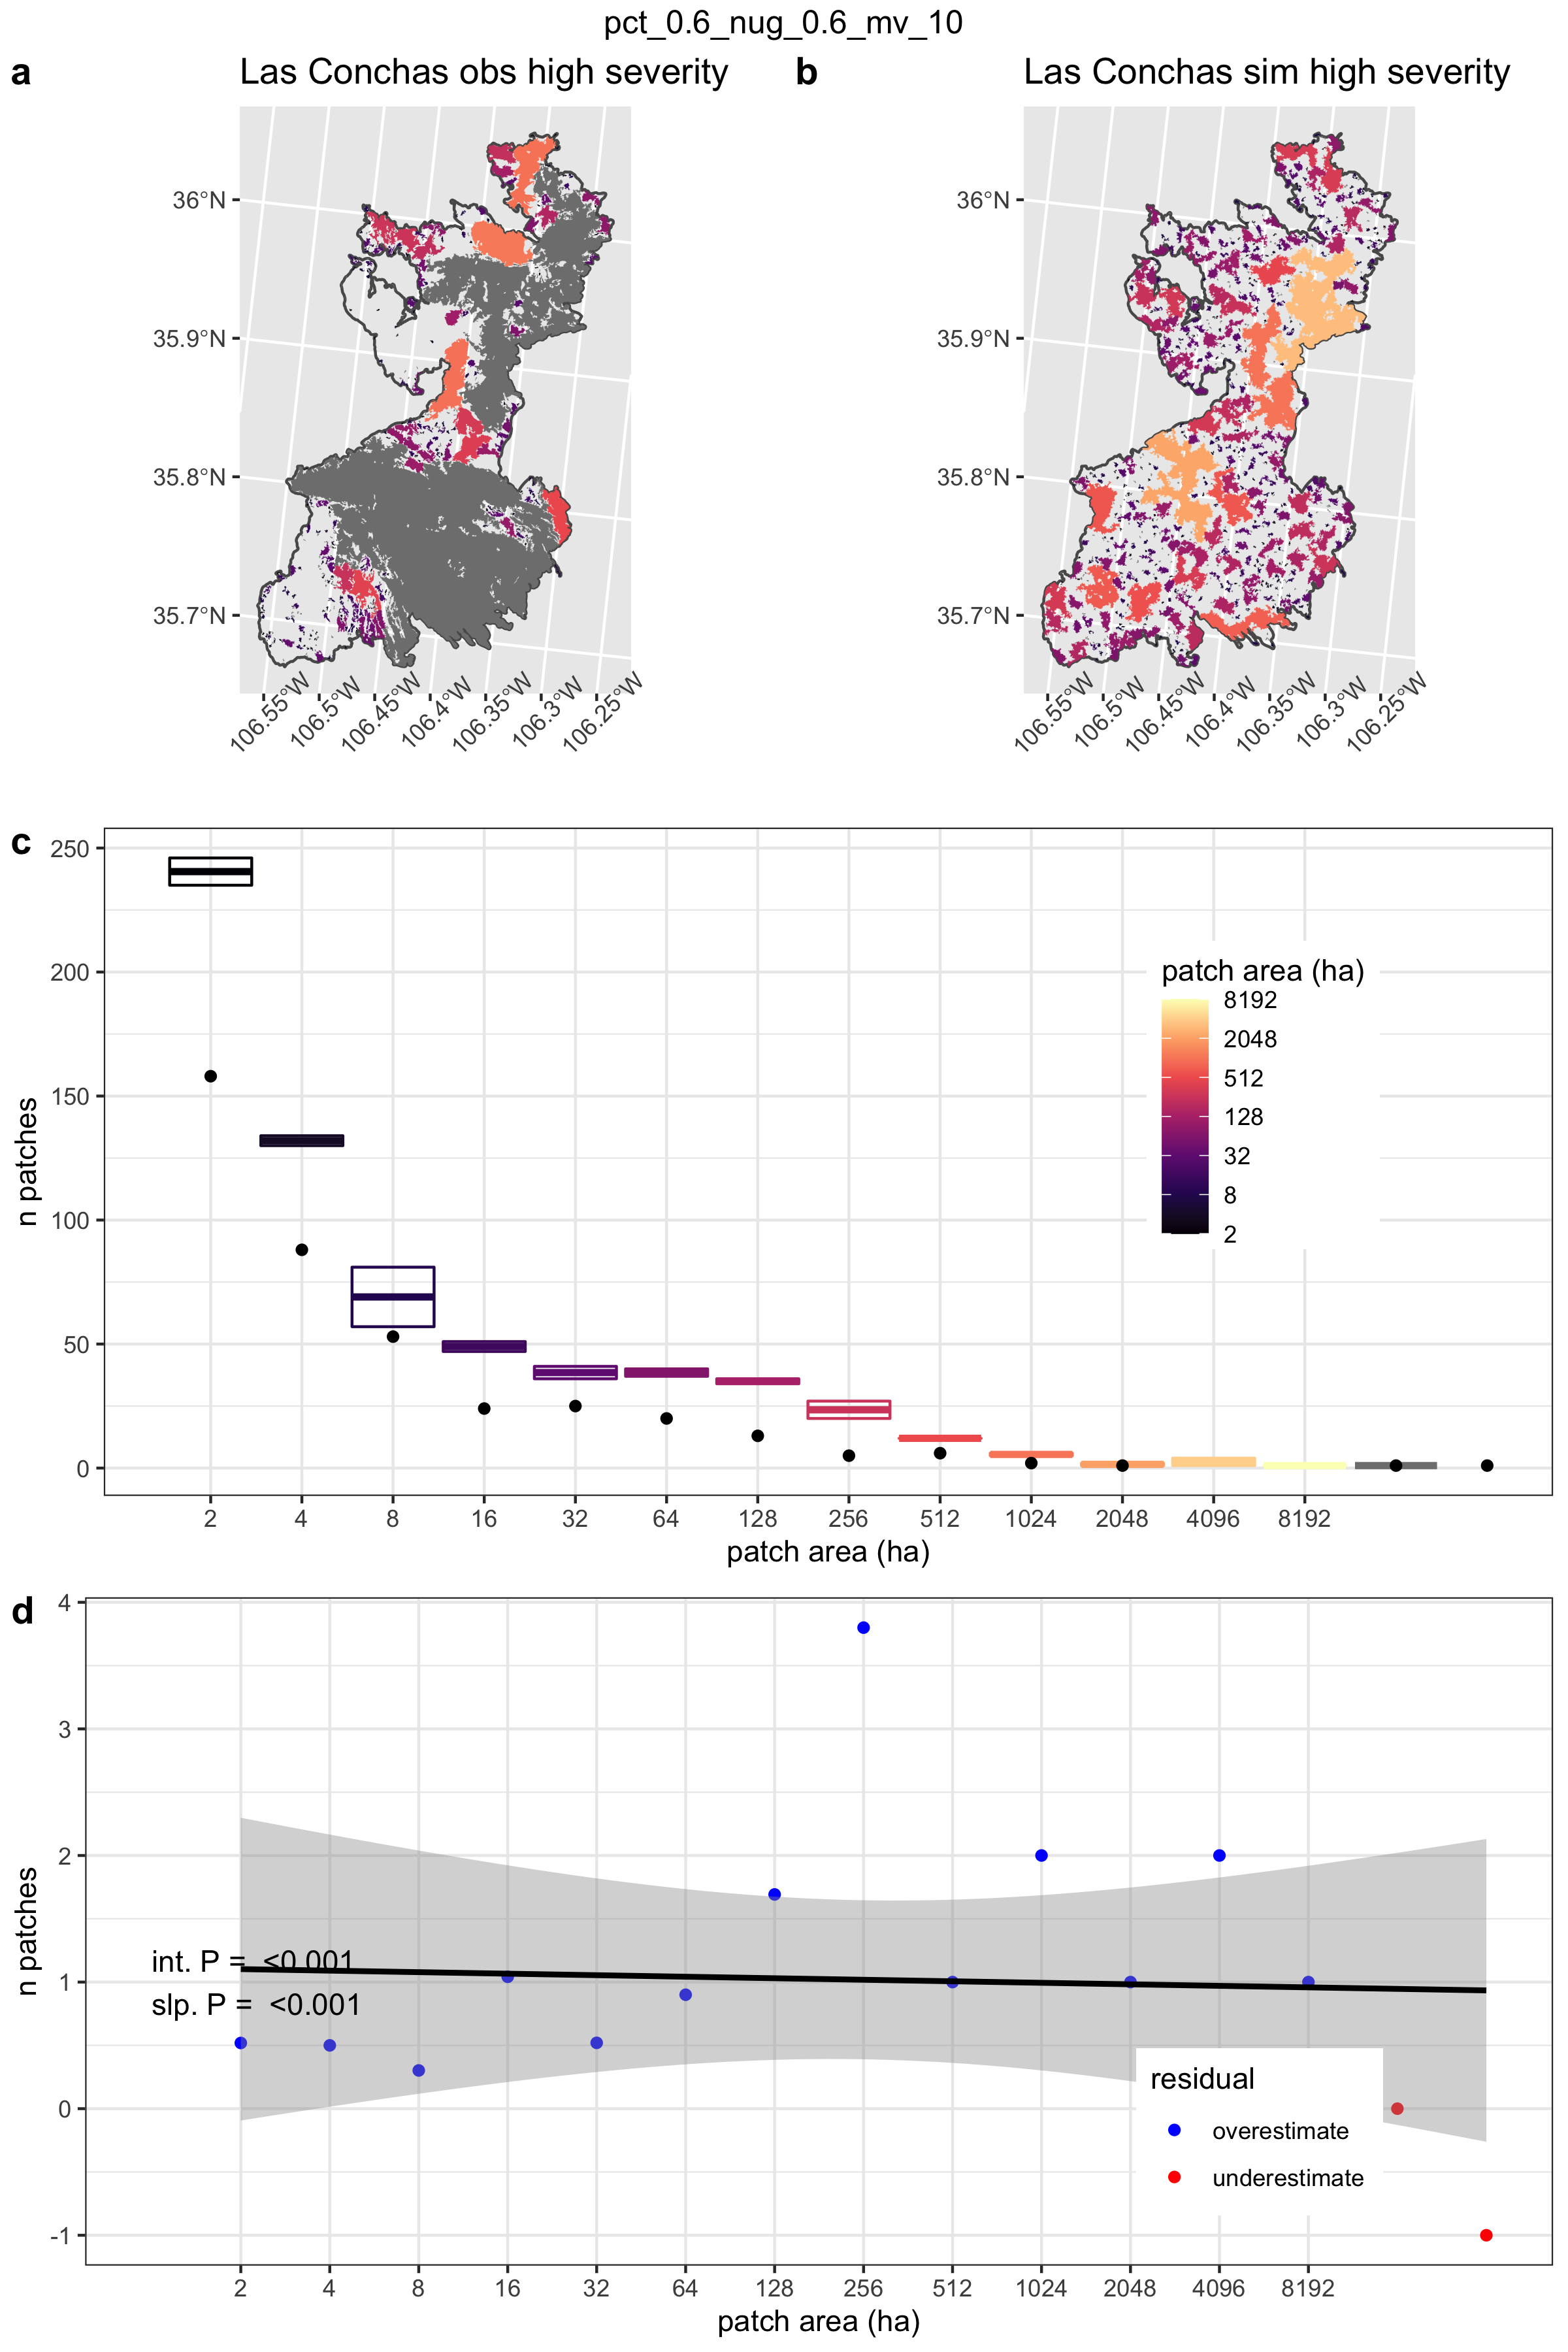 pct_0.6_nug_0.6_mv_10
a
Las Conchas obs high severity
36°N
35.9°N
35.8°N
35.7°N
106.55°W
106.5°W
106.45°W
106.4°W
106.35°W
106.3°W
106.25°W
b
Las Conchas sim high severity
36°N
35.9°N
35.8°N
35.7°N
106.55°W
106.5°W
106.45°W
106.4°W
106.35°W
106.3°W
106.25°W
c
n patches
250
200
150
100
50
0
patch area (ha)
8192
2048
512
128
32
8
2
2 4 8 16 32 64 128 256 512 1024 2048 4096 8192
patch area (ha)
d
n patches
4
3
2
1
0
-1
int. P = <0.001
slp. P = <0.001
residual
overestimate
underestimate
2 4 8 16 32 64 128 256 512 1024 2048 4096 8192
patch area (ha)